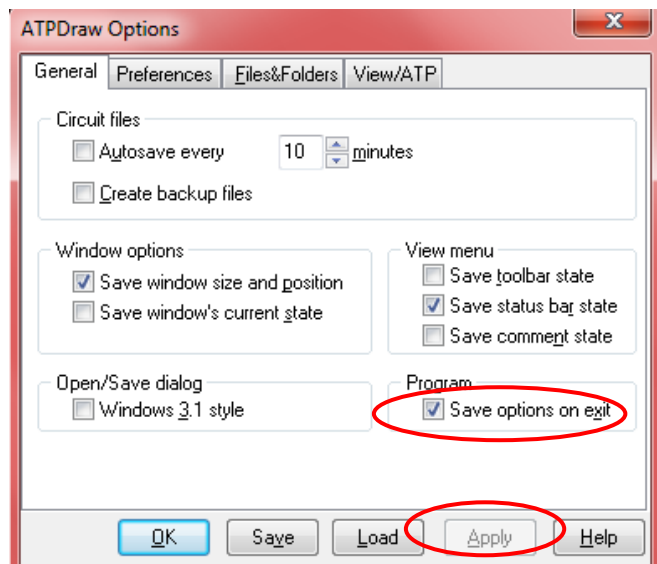 ATPDraw Options
General Preferences Files&Folders View/ATP
Circuit files
Autosave every 10 minutes
Create backup files
Window options
Save window size and position
Save window's current state
View menu
Save toolbar state
Save status bar state
Save comment state
Open/Save dialog
Windows 3.1 style
Program
Save options on exit
OK Save Load Apply Help